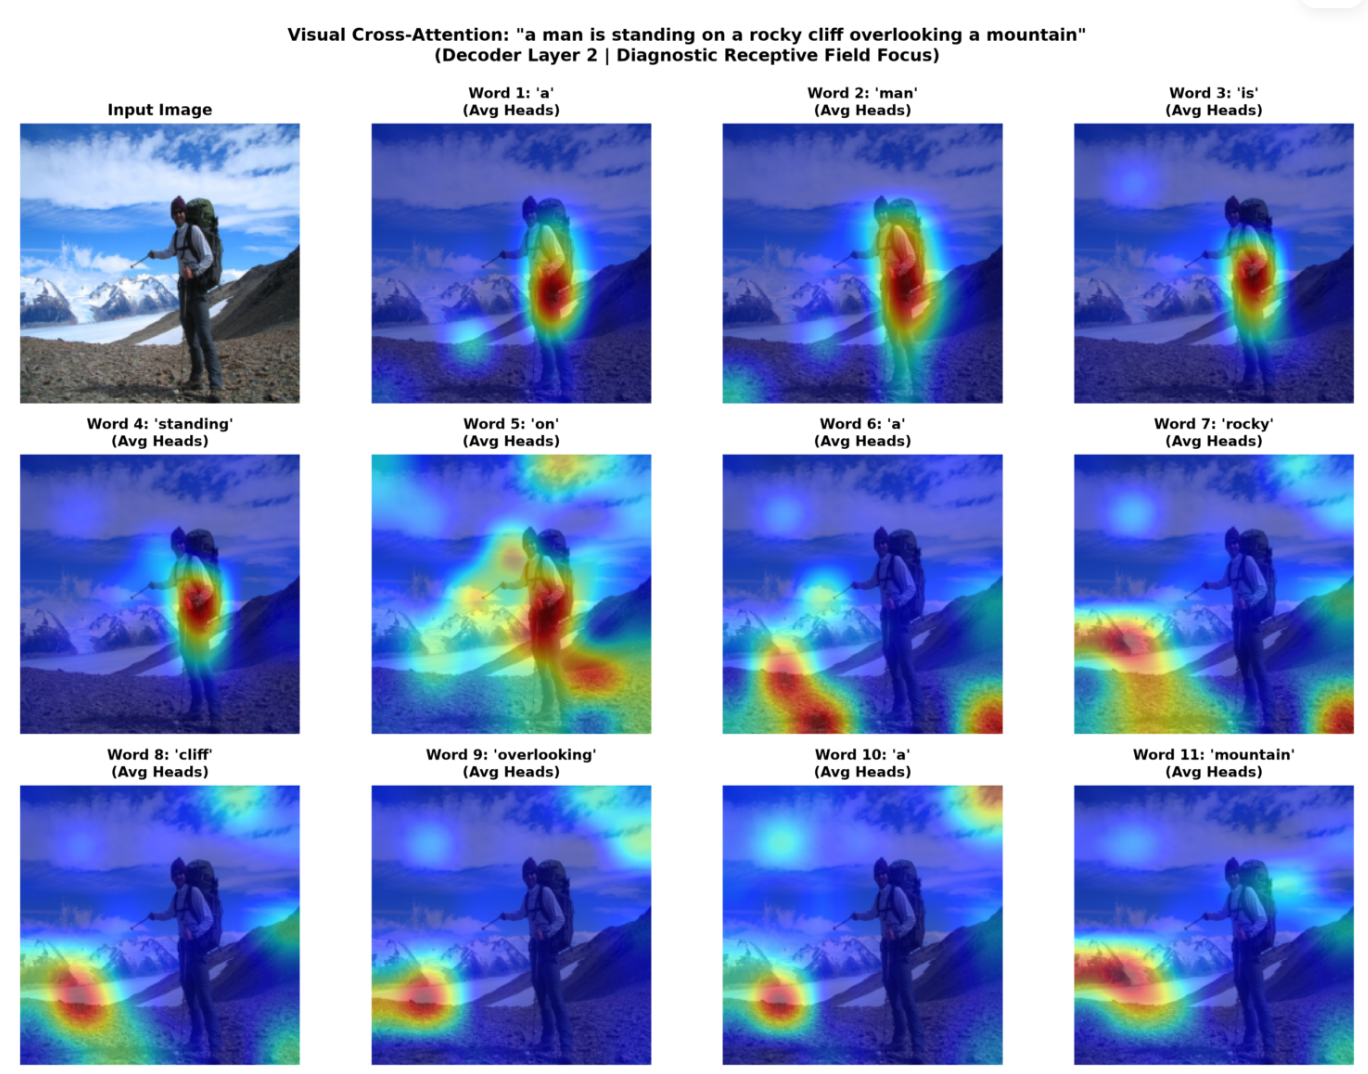 Visual Cross-Attention: "a man is standing on a rocky cliff overlooking a mountain"
(Decoder Layer 2 | Diagnostic Receptive Field Focus)
Input Image
Word 1: 'a'
(Avg Heads)
Word 2: 'man'
(Avg Heads)
Word 3: 'is'
(Avg Heads)
Word 4: 'standing'
(Avg Heads)
Word 5: 'on'
(Avg Heads)
Word 6: 'a'
(Avg Heads)
Word 7: 'rocky'
(Avg Heads)
Word 8: 'cliff'
(Avg Heads)
Word 9: 'overlooking'
(Avg Heads)
Word 10: 'a'
(Avg Heads)
Word 11: 'mountain'
(Avg Heads)